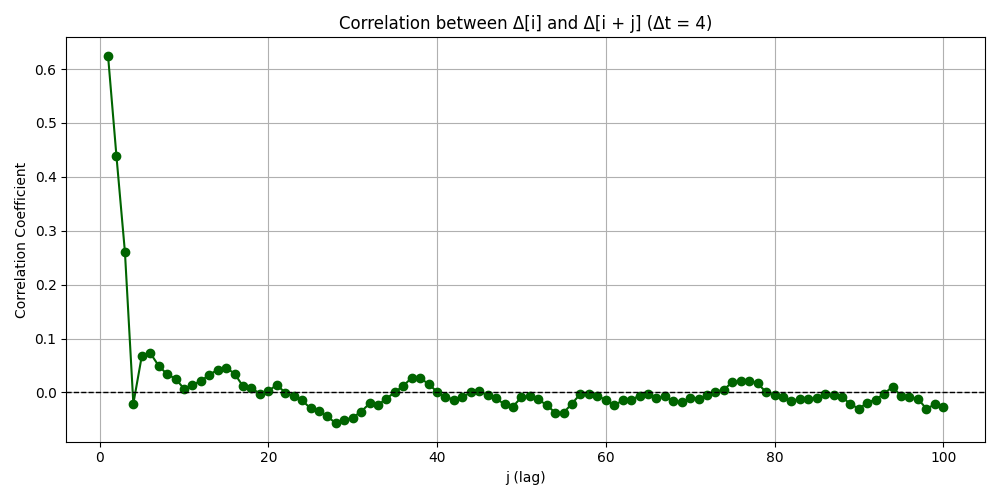 Correlation between Δ[i] and Δ[i + j] (Δt = 4)
Correlation Coefficient
0.6
0.5
0.4
0.3
0.2
0.1
0.0
0 20 40 60 80 100
j (lag)